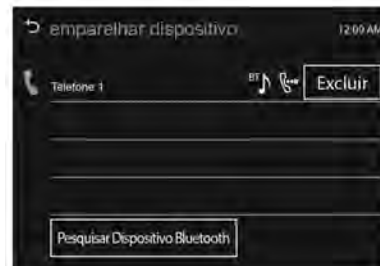 emparelhar dispositivo 12:00 AM
Telefone 1 BT Excluir
Pesquisar Dispositivo Bluetooth